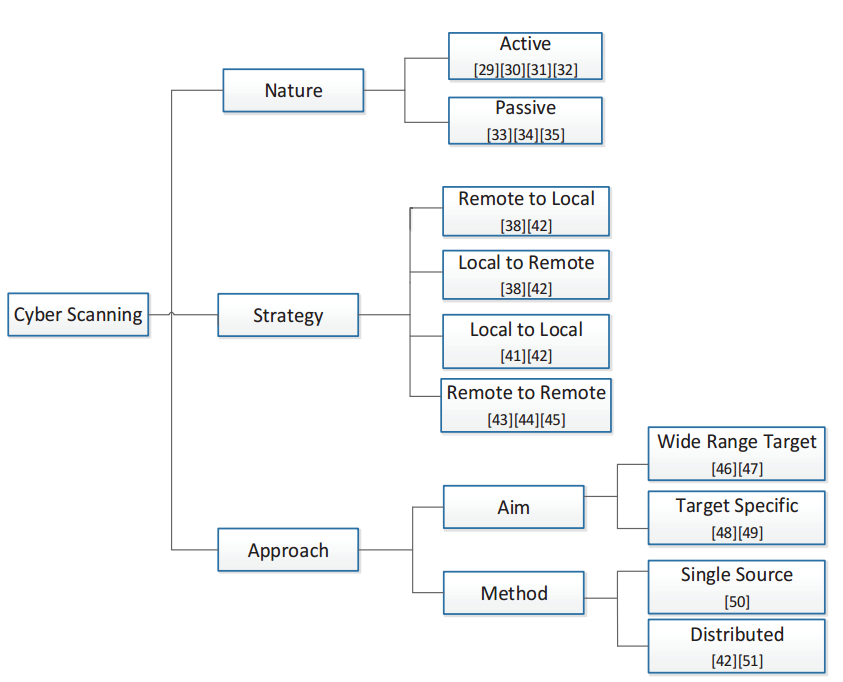 Active
[29][30][31][32]
Nature
Passive
[33][34][35]
Remote to Local
[38][42]
Local to Remote
[38][42]
Cyber Scanning
Strategy
Local to Local
[41][42]
Remote to Remote
[43][44][45]
Wide Range Target
[46][47]
Aim
Target Specific
[48][49]
Approach
Single Source
[50]
Method
Distributed
[42][51]